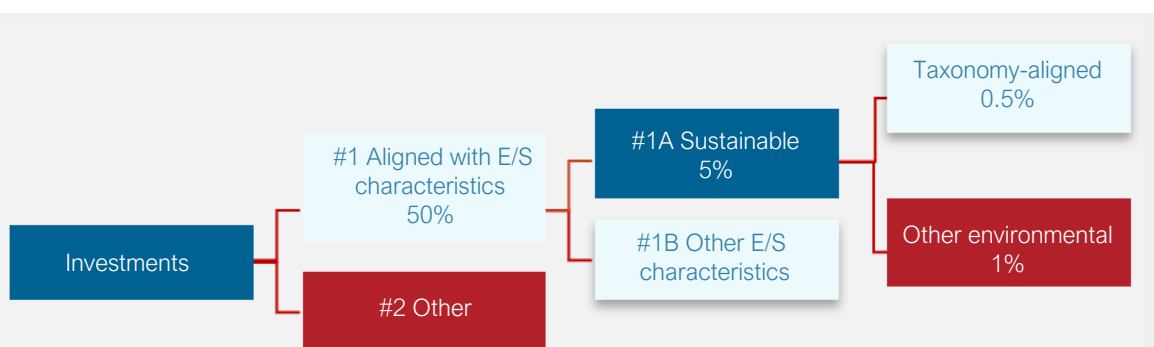 Investments
#1 Aligned with E/S
characteristics
50%
#2 Other
#1A Sustainable
5%
#1B Other E/S
characteristics
Taxonomy-aligned
0.5%
Other environmental
1%